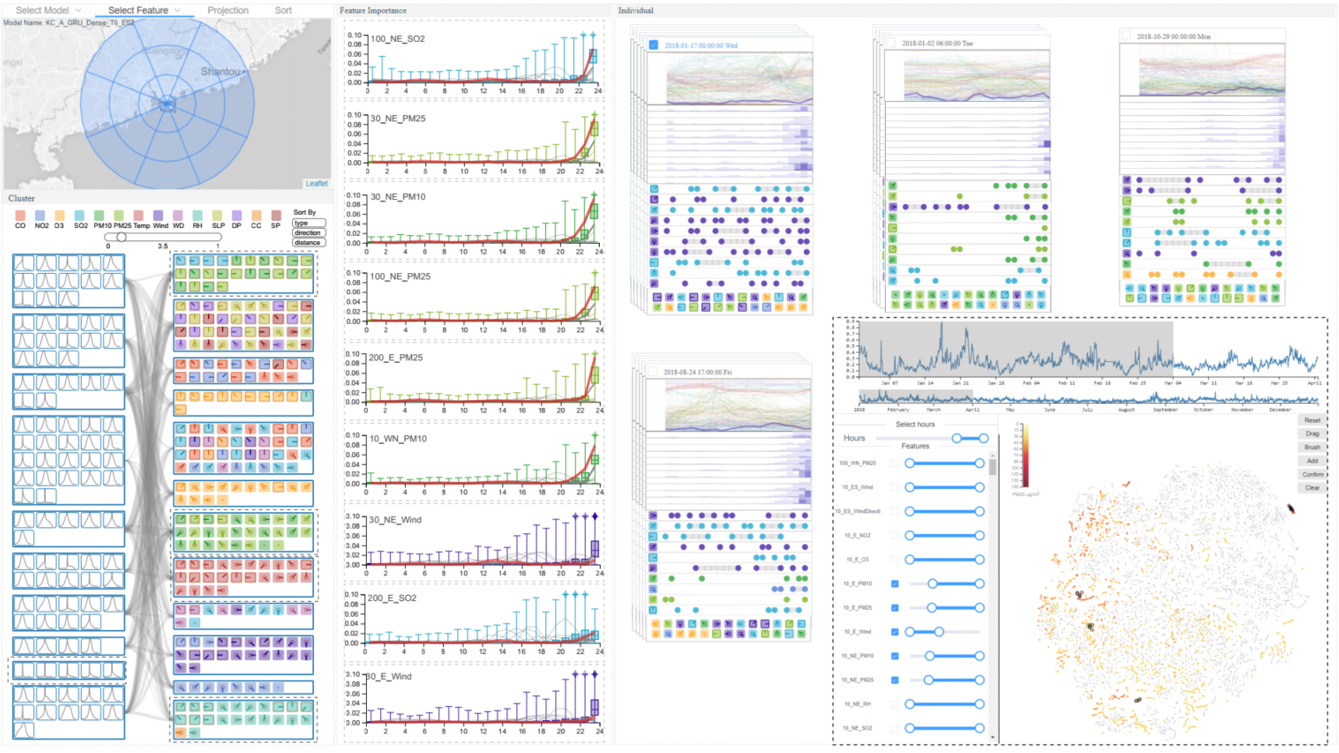 Select Model Select Feature Projection Sort
Model Name: KC_A_GRU_Dense_T6_E62
Shantou
Leaflet
Cluster
CO NO2 O3 SO2 PM10 PM25 Temp Wind WD RH SLP DP CC SP
Sort By
type
direction
distance
0 3.5 1
Feature Importance
100_NE_SO2
0.10
0.08
0.06
0.04
0.02
0.00
0 2 4 6 8 10 12 14 16 18 20 22 24
30_NE_PM25
0.10
0.08
0.06
0.04
0.02
0.00
0 2 4 6 8 10 12 14 16 18 20 22 24
30_NE_PM10
0.10
0.08
0.06
0.04
0.02
0.00
0 2 4 6 8 10 12 14 16 18 20 22 24
100_NE_PM25
0.10
0.08
0.06
0.04
0.02
0.00
0 2 4 6 8 10 12 14 16 18 20 22 24
200_E_PM25
0.10
0.08
0.06
0.04
0.02
0.00
0 2 4 6 8 10 12 14 16 18 20 22 24
10_WN_PM10
0.10
0.08
0.06
0.04
0.02
0.00
0 2 4 6 8 10 12 14 16 18 20 22 24
30_NE_Wind
0.10
0.08
0.06
0.04
0.02
0.00
0 2 4 6 8 10 12 14 16 18 20 22 24
200_E_SO2
0.10
0.08
0.06
0.04
0.02
0.00
0 2 4 6 8 10 12 14 16 18 20 22 24
30_E_Wind
0.10
0.08
0.06
0.04
0.02
0.00
0 2 4 6 8 10 12 14 16 18 20 22 24
Individual
2018-01-17 00:00:00 Wed
2018-01-02 06:00:00 Tue
2018-10-29 00:00:00 Mon
2018-08-24 17:00:00 Fri
0.9
0.8
0.7
0.6
0.5
0.4
0.3
0.2
0.1
0.0
Jan 07 Jan 14 Jan 21 Jan 28 Feb 04 Feb 11 Feb 18 Feb 25 Mar 04 Mar 11 Mar 18 Mar 25 April
2018 February March April May June July August September October November December
Select hours
Hours
Features
100_WN_PM25
10_ES_Wind
10_ES_WindDirecti
10_E_NO2
10_E_O3
10_E_PM10
10_E_PM25
10_E_Wind
10_NE_PM10
10_NE_PM25
10_NE_RH
10_NE_SO2
Reset
Drag
Brush
Add
Confirm
Clear